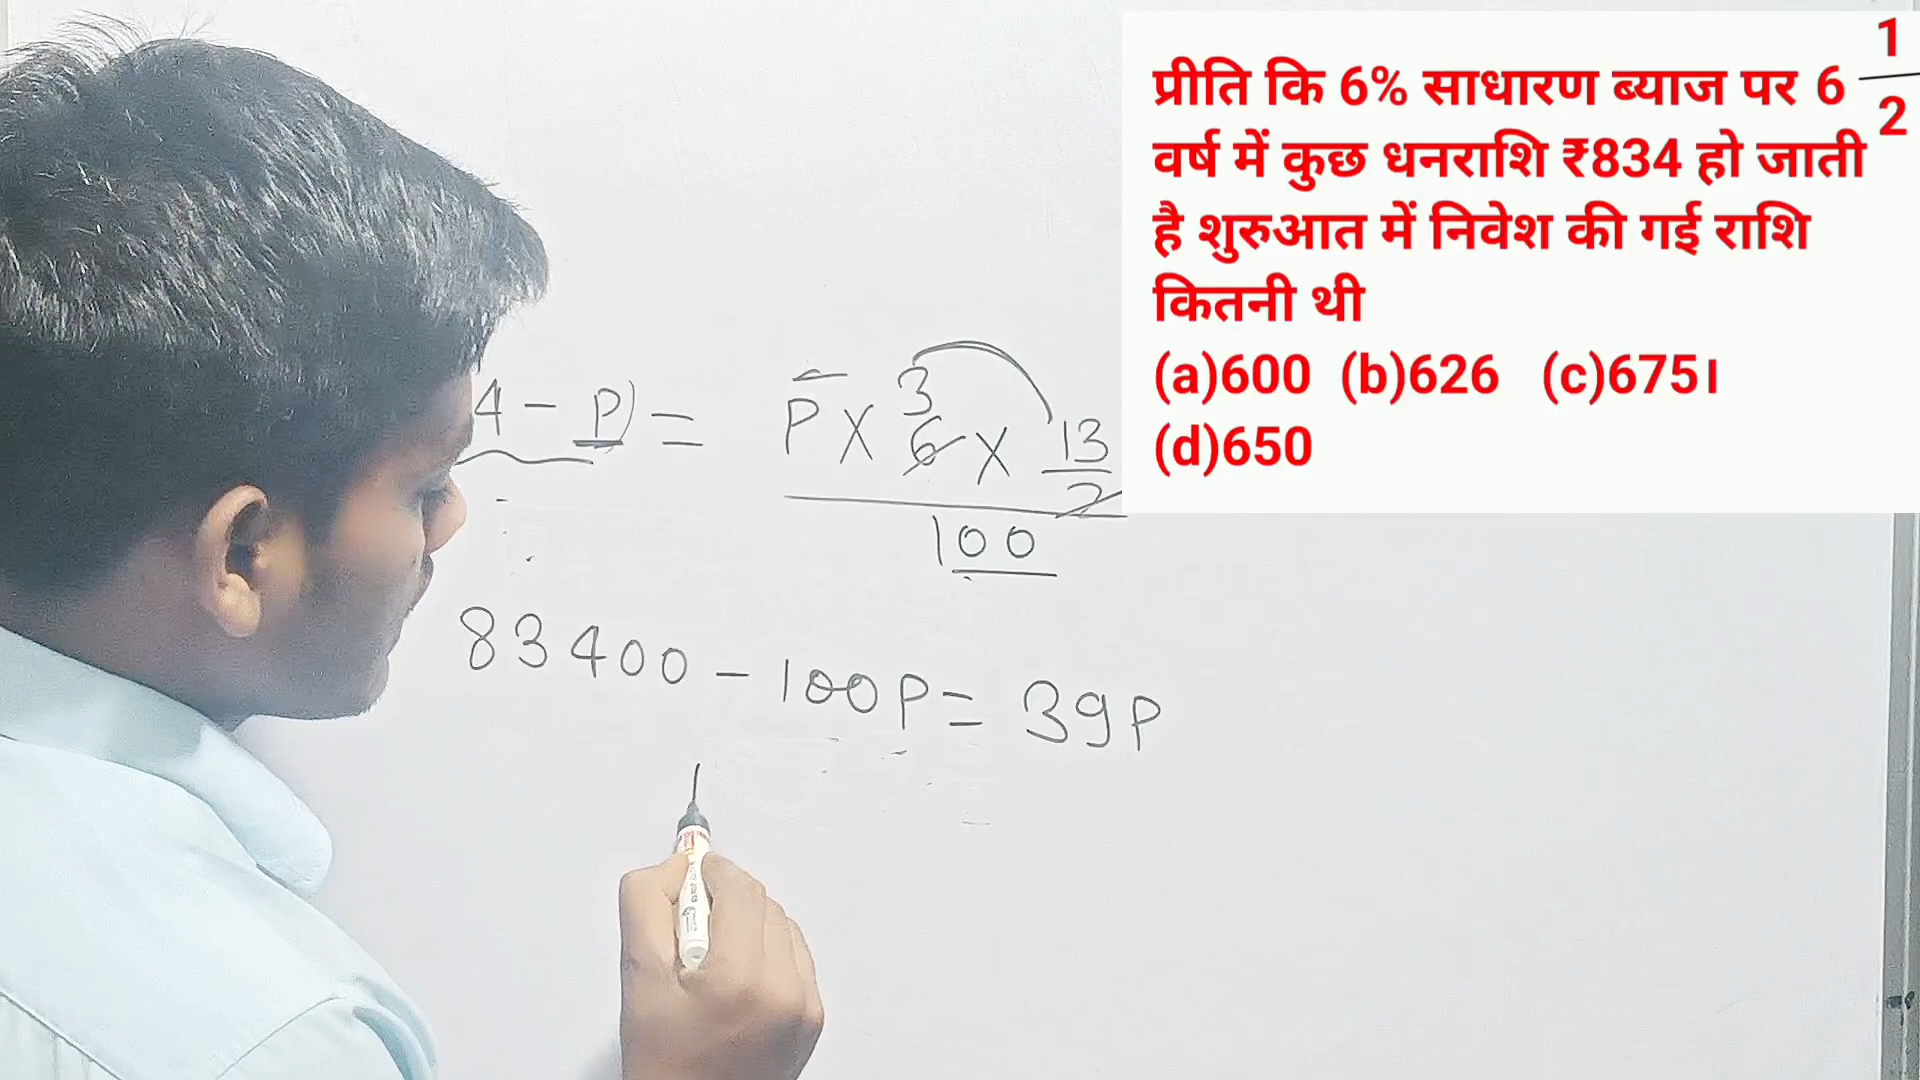 प्रीति कि 6% साधारण ब्याज पर 6 1/2
वर्ष में कुछ धनराशि ₹834 हो जाती
है शुरुआत में निवेश की गई राशि
कितनी थी
(a)600 (b)626 (c)675।
(d)650
4 - P) = P × 6 × 13/2
3
100
83400 - 100P = 39P